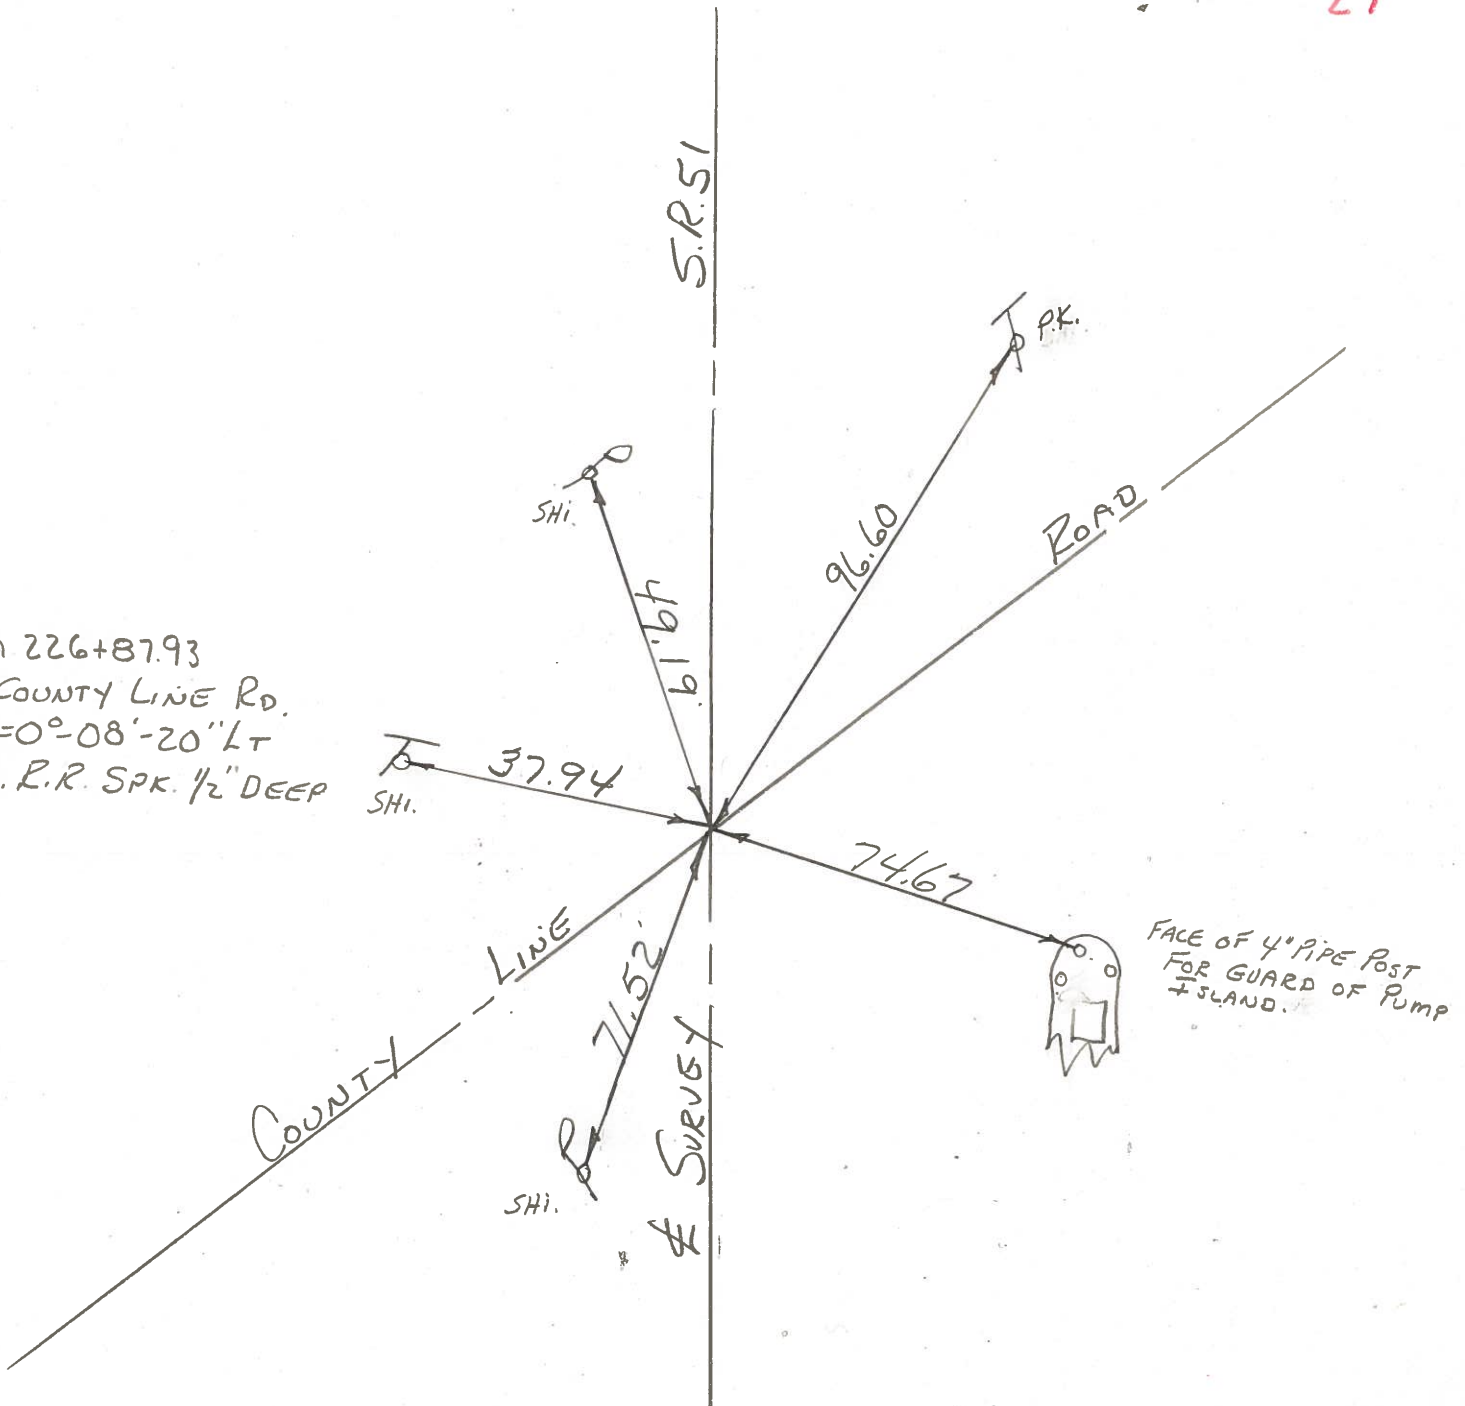 S.R. 51
P.K.
SHi.
96.60
ROAD
49.19
226+87.93
COUNTY LINE RD.
=0°-08'-20" LT
. R.R. SPK. 1/2" DEEP
SHI.
37.94
74.67
FACE OF 4" PIPE POST
FOR GUARD OF PUMP
ISLAND.
COUNTY LINE
71.52'
SHi.
℄ SURVEY